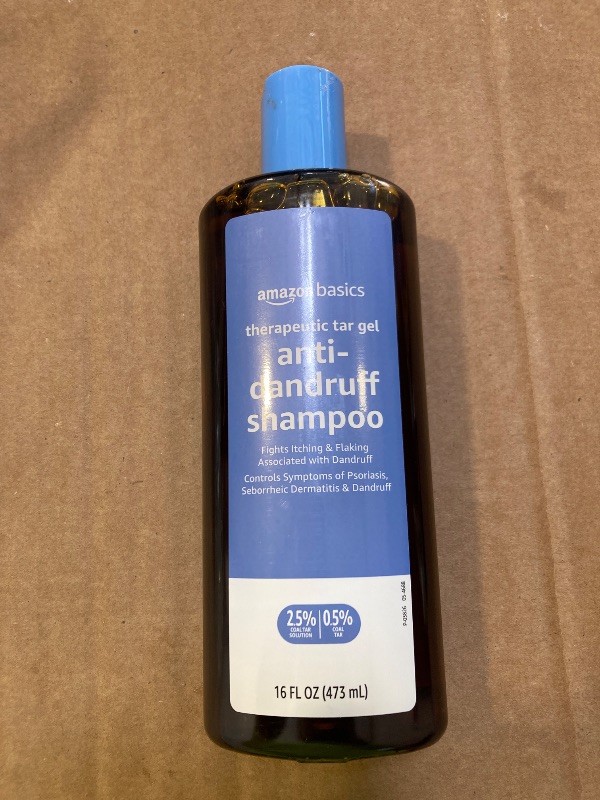 amazon basics
therapeutic tar gel
anti-
dandruff
shampoo
Fights Itching & Flaking
Associated with Dandruff
Controls Symptoms of Psoriasis,
Seborrheic Dermatitis & Dandruff
2.5% COAL TAR SOLUTION
0.5% COAL TAR
16 FL OZ (473 mL)